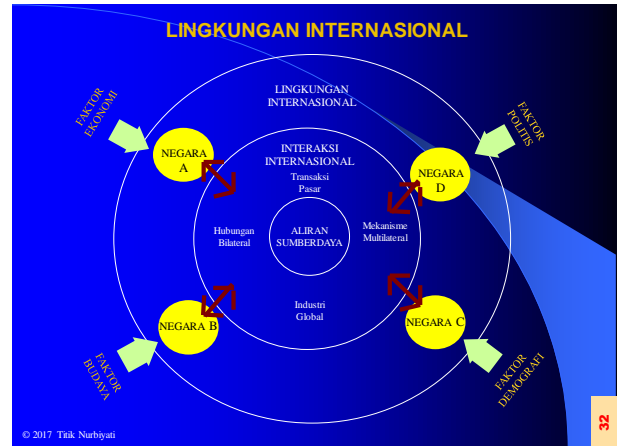 LINGKUNGAN INTERNASIONAL
LINGKUNGAN
INTERNASIONAL
FAKTOR
EKONOMI
FAKTOR
POLITIS
NEGARA
A
INTERAKSI
INTERNASIONAL
Transaksi
Pasar
NEGARA
D
Hubungan
Bilateral
ALIRAN
SUMBERDAYA
Mekanisme
Multilateral
Industri
Global
NEGARA B
NEGARA C
FAKTOR
BUDAYA
FAKTOR
DEMOGRAFI
© 2017 Titik Nurbiyati
32